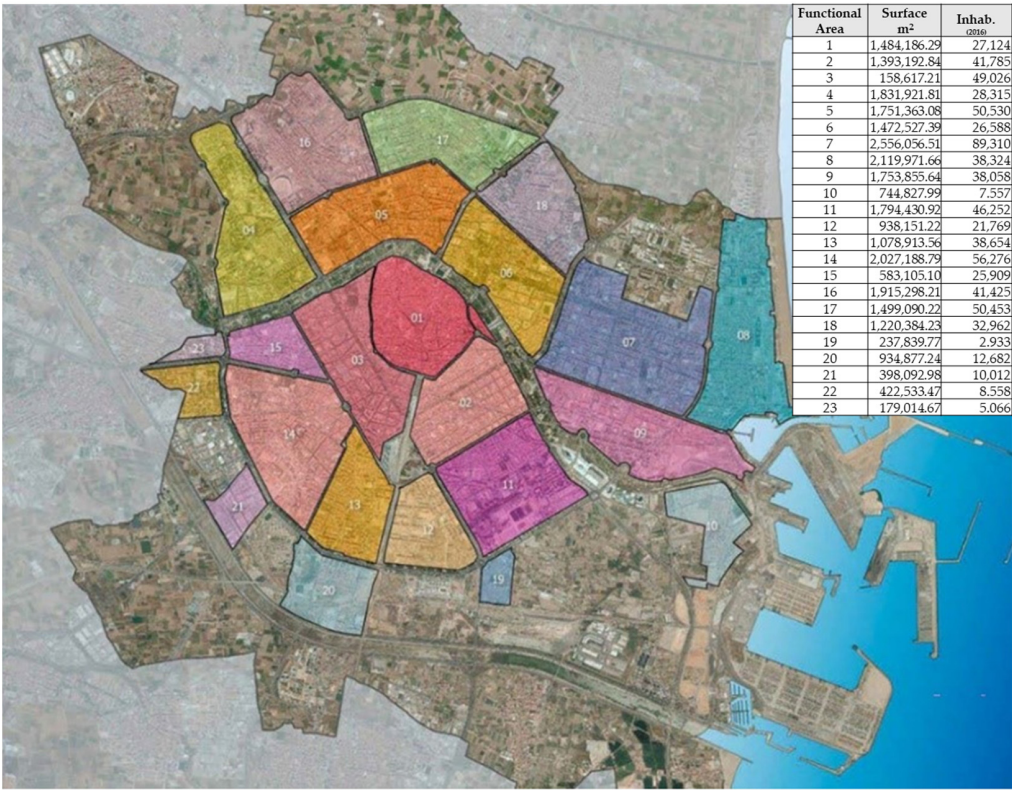 Functional Area Surface m² Inhab. (2016)
1 1,484,186.29 27,124
2 1,393,192.84 41,785
3 158,617.21 49,026
4 1,831,921.81 28,315
5 1,751,363.08 50,530
6 1,472,527.39 26,588
7 2,556,056.51 89,310
8 2,119,971.66 38,324
9 1,753,855.64 38,058
10 744,827.99 7.557
11 1,794,430.92 46,252
12 938,151.22 21,769
13 1,078,913.56 38,654
14 2,027,188.79 56,276
15 583,105.10 25,909
16 1,915,298.21 41,425
17 1,499,090.22 50,453
18 1,220,384.23 32,962
19 237,839.77 2.933
20 934,877.24 12,682
21 398,092.98 10,012
22 422,533.47 8.558
23 179,014.67 5.066
16
17
18
05
04
06
01
08
07
23
15
03
22
02
09
14
11
13
21
10
12
19
20